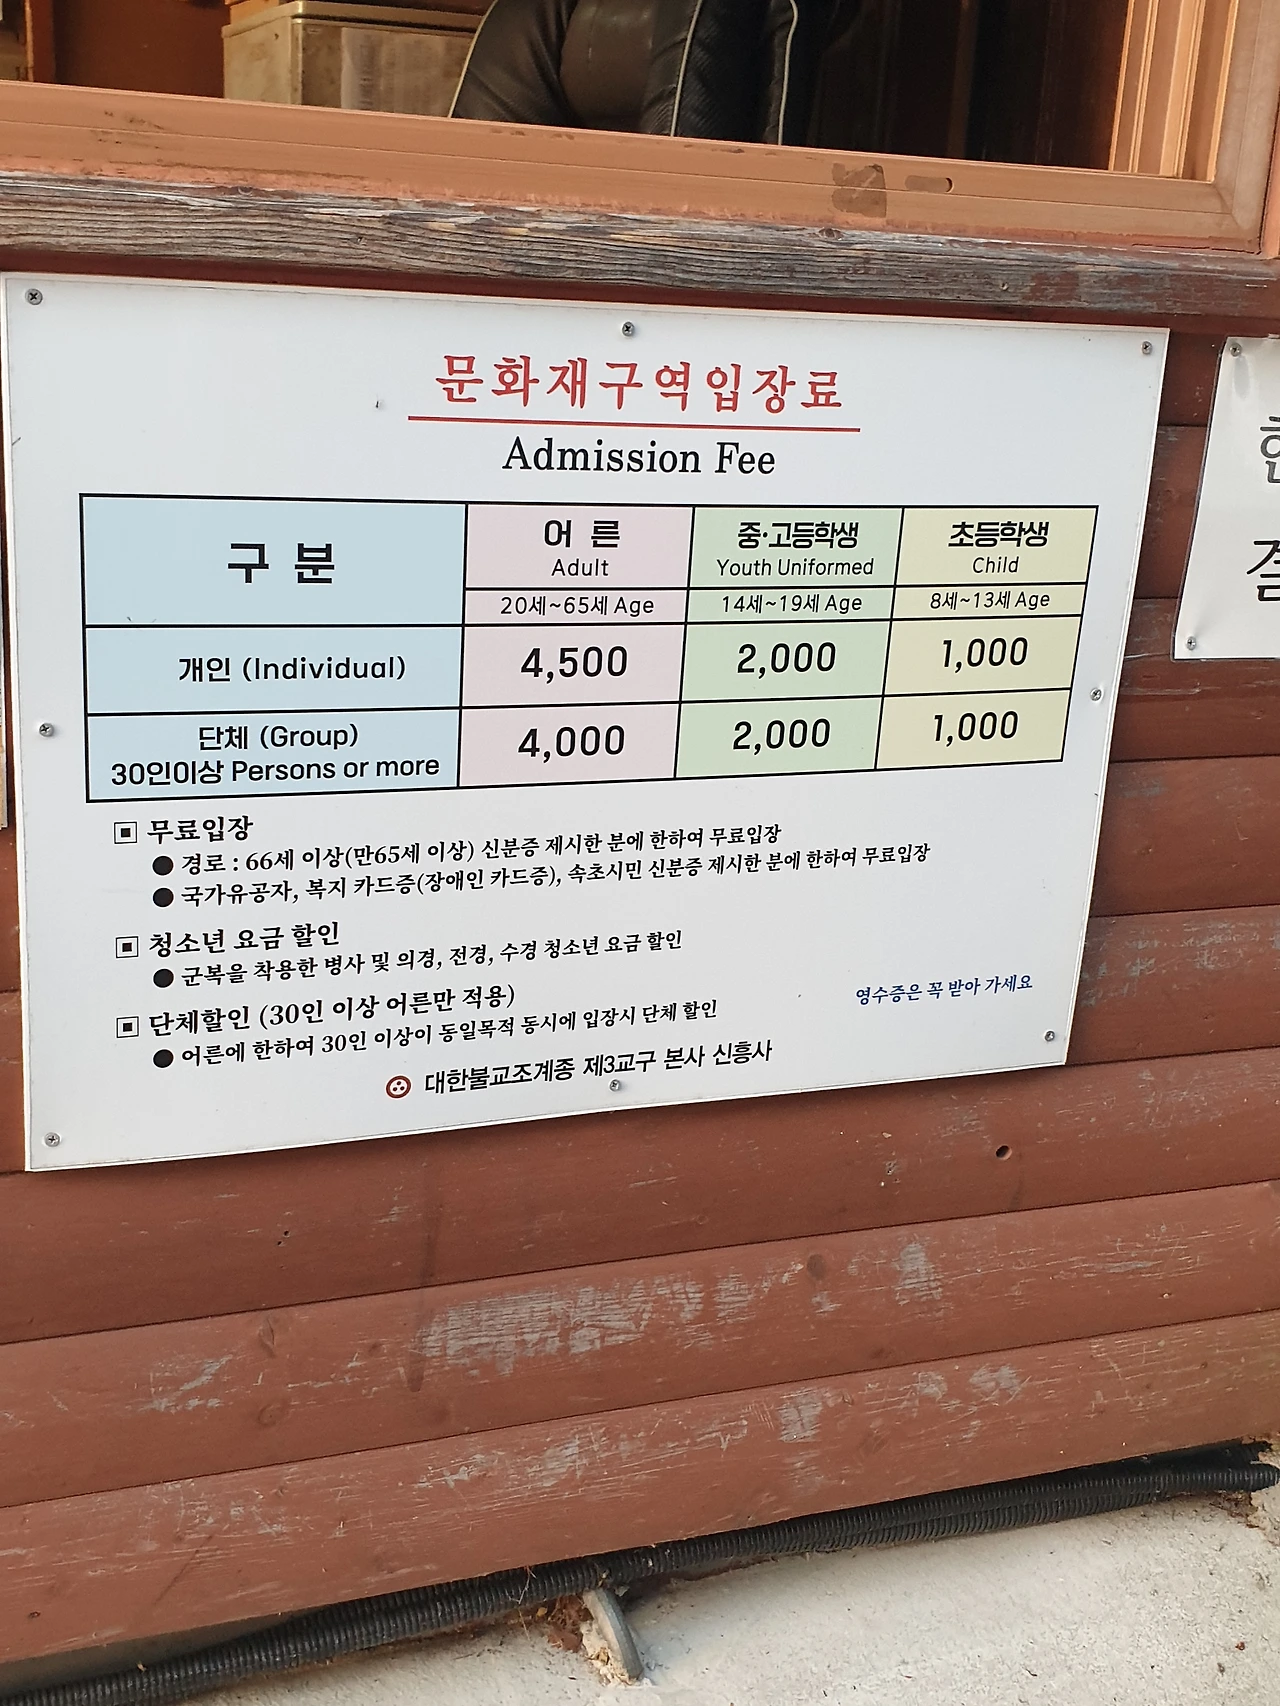 문화재구역입장료
Admission Fee
구 분
어 른
Adult
20세~65세 Age
중·고등학생
Youth Uniformed
14세~19세 Age
초등학생
Child
8세~13세 Age
개인 (Individual)
4,500
2,000
1,000
단체 (Group)
30인이상 Persons or more
4,000
2,000
1,000
▣ 무료입장
● 경로 : 66세 이상(만65세 이상) 신분증 제시한 분에 한하여 무료입장
● 국가유공자, 복지 카드증(장애인 카드증), 속초시민 신분증 제시한 분에 한하여 무료입장
▣ 청소년 요금 할인
● 군복을 착용한 병사 및 의경, 전경, 수경 청소년 요금 할인
▣ 단체할인 (30인 이상 어른만 적용)
● 어른에 한하여 30인 이상이 동일목적 동시에 입장시 단체 할인
영수증은 꼭 받아 가세요
대한불교조계종 제3교구 본사 신흥사